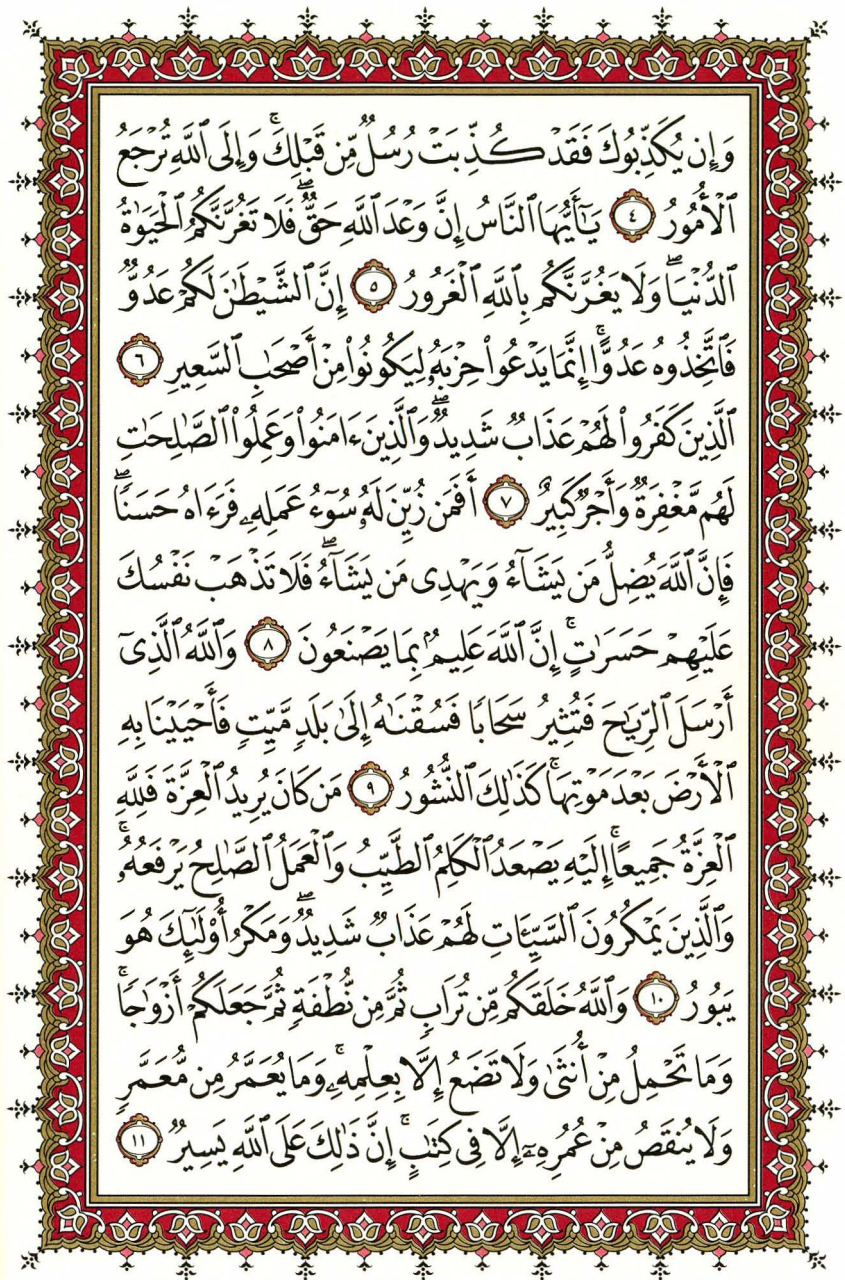 وَإِن يُكَذِّبُوكَ فَقَدۡ كُذِّبَتۡ رُسُلٞ مِّن قَبۡلِكَۚ وَإِلَى ٱللَّهِ تُرۡجَعُ
ٱلۡأُمُورُ ٤ يَٰٓأَيُّهَا ٱلنَّاسُ إِنَّ وَعۡدَ ٱللَّهِ حَقّٞۖ فَلَا تَغُرَّنَّكُمُ ٱلۡحَيَوٰةُ
ٱلدُّنۡيَا ۖ وَلَا يَغُرَّنَّكُم بِٱللَّهِ ٱلۡغَرُورُ ٥ إِنَّ ٱلشَّيۡطَٰنَ لَكُمۡ عَدُوّٞ
فَٱتَّخِذُوهُ عَدُوًّاۚ إِنَّمَا يَدۡعُواْ حِزۡبَهُۥ لِيَكُونُواْ مِنۡ أَصۡحَٰبِ ٱلسَّعِيرِ ٦
ٱلَّذِينَ كَفَرُواْ لَهُمۡ عَذَابٞ شَدِيدٞۖ وَٱلَّذِينَ ءَامَنُواْ وَعَمِلُواْ ٱلصَّٰلِحَٰتِ
لَهُم مَّغۡفِرَةٞ وَأَجۡرٞ كَبِيرٌ ٧ أَفَمَن زُيِّنَ لَهُۥ سُوٓءُ عَمَلِهِۦ فَرَءَاهُ حَسَنٗاۖ
فَإِنَّ ٱللَّهَ يُضِلُّ مَن يَشَآءُ وَيَهۡدِي مَن يَشَآءُۖ فَلَا تَذۡهَبۡ نَفۡسُكَ
عَلَيۡهِمۡ حَسَرَٰتٍۚ إِنَّ ٱللَّهَ عَلِيمُۢ بِمَا يَصۡنَعُونَ ٨ وَٱللَّهُ ٱلَّذِيٓ
أَرۡسَلَ ٱلرِّيَٰحَ فَتُثِيرُ سَحَابٗا فَسُقۡنَٰهُ إِلَىٰ بَلَدٖ مَّيِّتٖ فَأَحۡيَيۡنَا بِهِ
ٱلۡأَرۡضَ بَعۡدَ مَوۡتِهَاۚ كَذَٰلِكَ ٱلنُّشُورُ ٩ مَن كَانَ يُرِيدُ ٱلۡعِزَّةَ فَلِلَّهِ
ٱلۡعِزَّةُ جَمِيعًاۚ إِلَيۡهِ يَصۡعَدُ ٱلۡكَلِمُ ٱلطَّيِّبُ وَٱلۡعَمَلُ ٱلصَّٰلِحُ يَرۡفَعُهُۥۚ
وَٱلَّذِينَ يَمۡكُرُونَ ٱلسَّيِّـَٔاتِ لَهُمۡ عَذَابٞ شَدِيدٞۖ وَمَكۡرُ أُوْلَٰٓئِكَ هُوَ
يَبُورُ ١٠ وَٱللَّهُ خَلَقَكُم مِّن تُرَابٖ ثُمَّ مِن نُّطۡفَةٖ ثُمَّ جَعَلَكُمۡ أَزۡوَٰجٗاۚ
وَمَا تَحۡمِلُ مِنۡ أُنثَىٰ وَلَا تَضَعُ إِلَّا بِعِلۡمِهِۦۚ وَمَا يُعَمَّرُ مِن مُّعَمَّرٖ
وَلَا يُنقَصُ مِنۡ عُمُرِهِۦٓ إِلَّا فِي كِتَٰبٍۚ إِنَّ ذَٰلِكَ عَلَى ٱللَّهِ يَسِيرٞ ١١